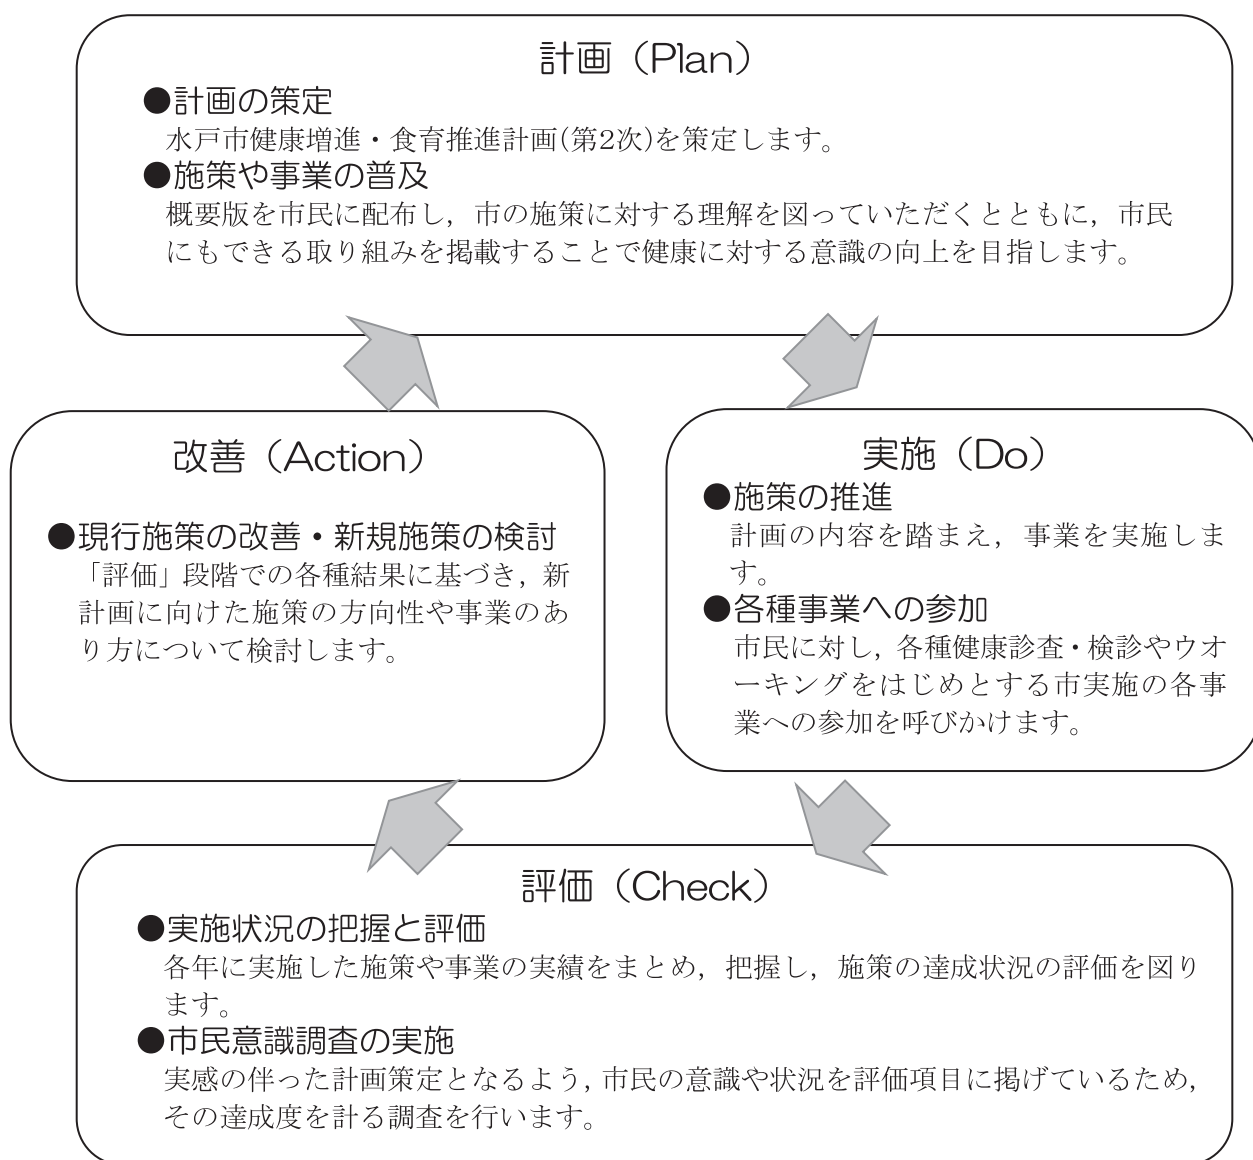 計画（Plan）
●計画の策定
水戸市健康増進・食育推進計画(第2次)を策定します。
●施策や事業の普及
概要版を市民に配布し，市の施策に対する理解を図っていただくとともに，市民
にもできる取り組みを掲載することで健康に対する意識の向上を目指します。
改善（Action）
●現行施策の改善・新規施策の検討
「評価」段階での各種結果に基づき，新
計画に向けた施策の方向性や事業のあ
り方について検討します。
実施（Do）
●施策の推進
計画の内容を踏まえ，事業を実施しま
す。
●各種事業への参加
市民に対し，各種健康診査・検診やウオ
ーキングをはじめとする市実施の各事
業への参加を呼びかけます。
評価（Check）
●実施状況の把握と評価
各年に実施した施策や事業の実績をまとめ，把握し，施策の達成状況の評価を図り
ます。
●市民意識調査の実施
実感の伴った計画策定となるよう，市民の意識や状況を評価項目に掲げているため，
その達成度を計る調査を行います。